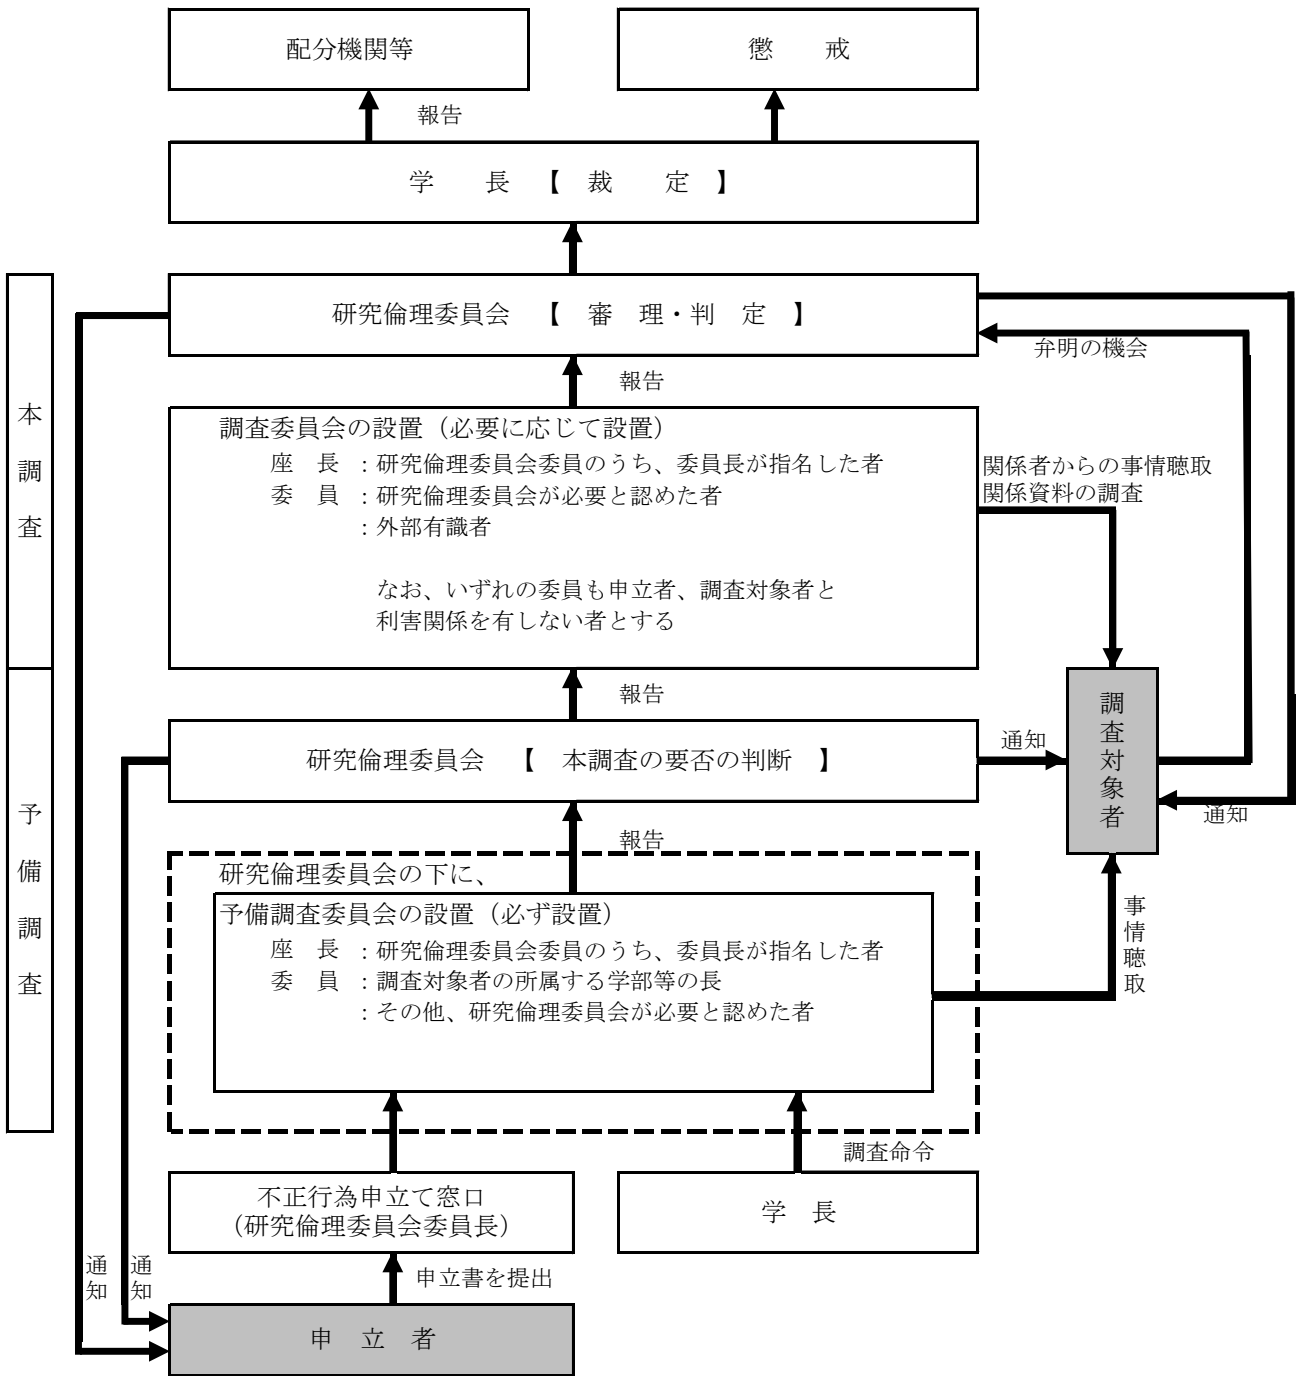 配分機関等
懲　戒
報告
学　長　【　裁　定　】
研究倫理委員会　【　審　理・判　定　】
弁明の機会
報告
本調査
調査委員会の設置（必要に応じて設置）
座　長　：研究倫理委員会委員のうち、委員長が指名した者
委　員　：研究倫理委員会が必要と認めた者
：外部有識者
なお、いずれの委員も申立者、調査対象者と
利害関係を有しない者とする
関係者からの事情聴取
関係資料の調査
報告
調査対象者
研究倫理委員会　【　本調査の要否の判断　】
通知
通知
予備調査
報告
研究倫理委員会の下に、
予備調査委員会の設置（必ず設置）
座　長　：研究倫理委員会委員のうち、委員長が指名した者
委　員　：調査対象者の所属する学部等の長
：その他、研究倫理委員会が必要と認めた者
事情聴取
調査命令
不正行為申立て窓口
（研究倫理委員会委員長）
学　長
通知
通知
申立書を提出
申　立　者